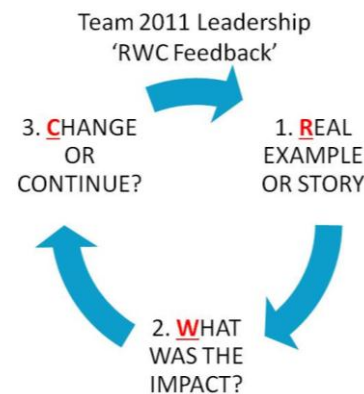 Team 2011 Leadership
‘RWC Feedback’
1. REAL
EXAMPLE
OR STORY
2. WHAT
WAS THE
IMPACT?
3. CHANGE
OR
CONTINUE?